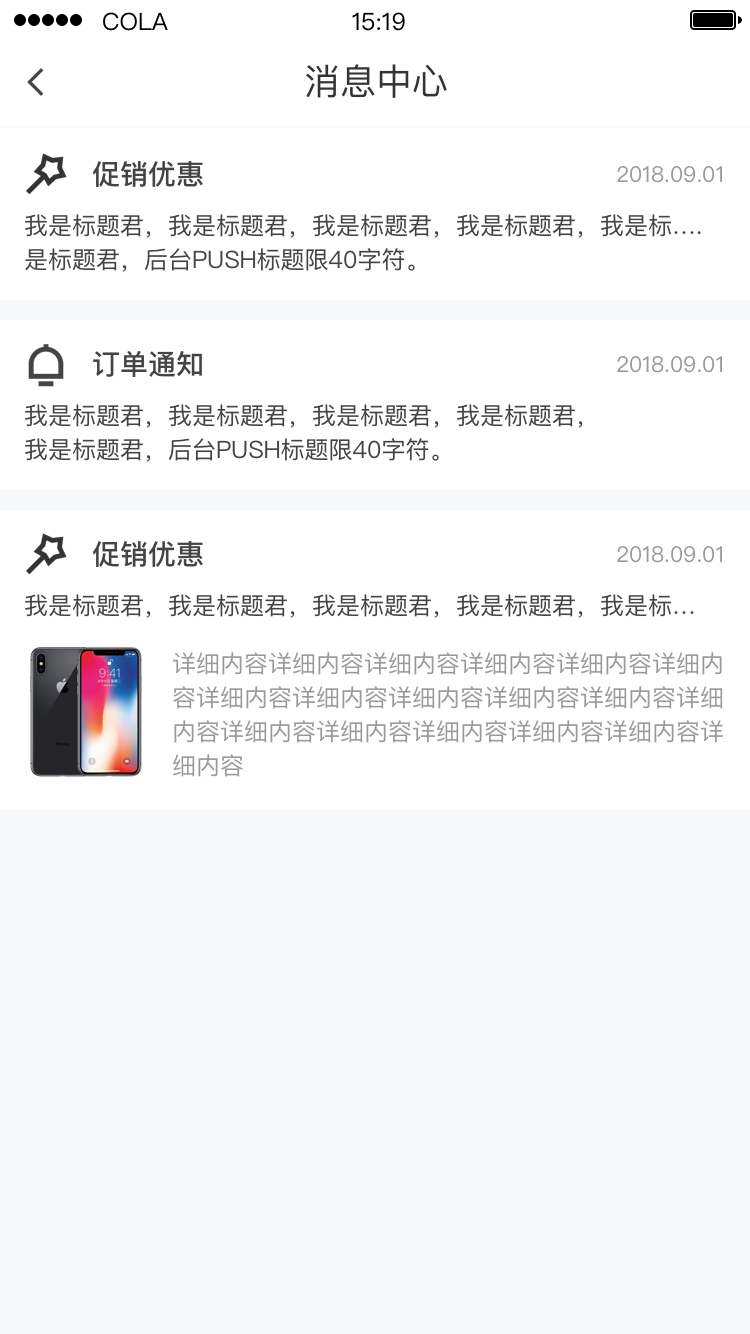 COLA 15:19
消息中心
促销优惠 2018.09.01
我是标题君，我是标题君，我是标题君，我是标题君，我是标....
是标题君，后台PUSH标题限40字符。
订单通知 2018.09.01
我是标题君，我是标题君，我是标题君，我是标题君，
我是标题君，后台PUSH标题限40字符。
促销优惠 2018.09.01
我是标题君，我是标题君，我是标题君，我是标题君，我是标...
9:41
iPhone
详细内容详细内容详细内容详细内容详细内容详细内
容详细内容详细内容详细内容详细内容详细内容详细
内容详细内容详细内容详细内容详细内容详细内容详
细内容